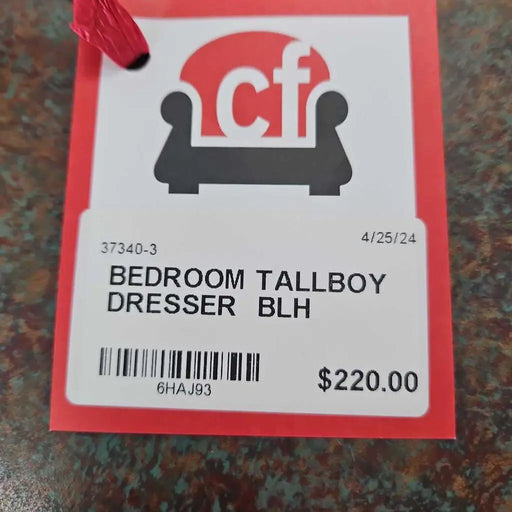 cf
37340-3
4/25/24
BEDROOM TALLBOY
DRESSER BLH
6HAJ93
$220.00